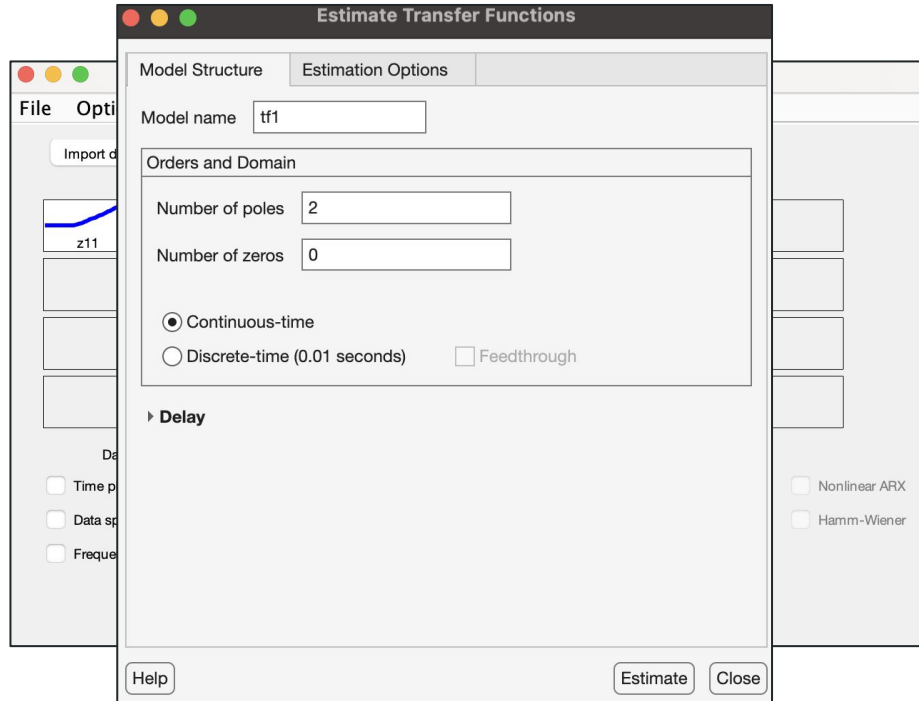 Estimate Transfer Functions
Model Structure
Estimation Options
File
Import d
Model name
tf1
Orders and Domain
Number of poles
2
z11
Number of zeros
0
Continuous-time
Discrete-time (0.01 seconds)
Feedthrough
Delay
Da
Time p
Nonlinear ARX
Data sp
Hamm-Wiener
Freque
Help
Estimate
Close
Opti